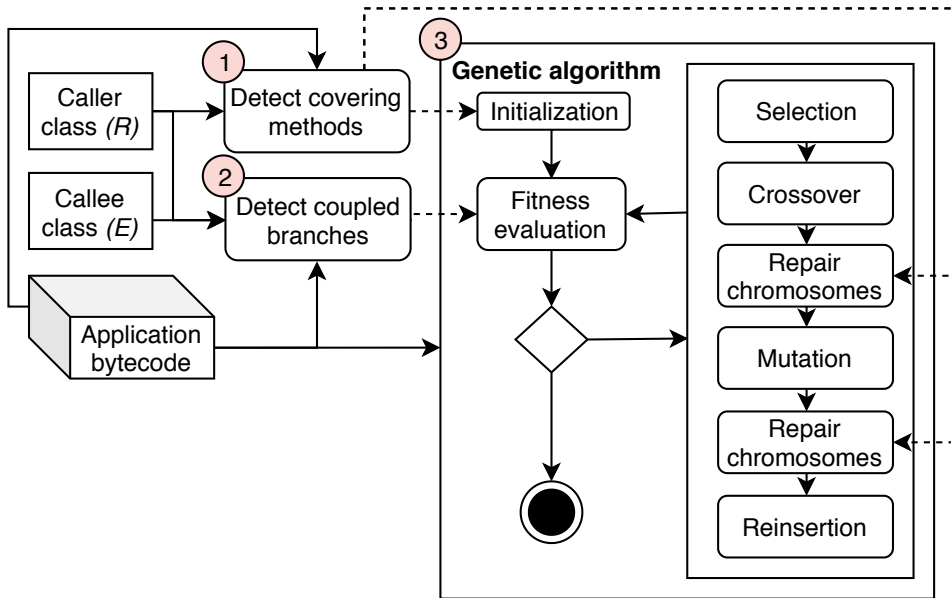 1
Detect covering
methods
Caller
class (R)
2
Detect coupled
branches
Callee
class (E)
Application
bytecode
3
Genetic algorithm
Initialization
Fitness
evaluation
Selection
Crossover
Repair
chromosomes
Mutation
Repair
chromosomes
Reinsertion